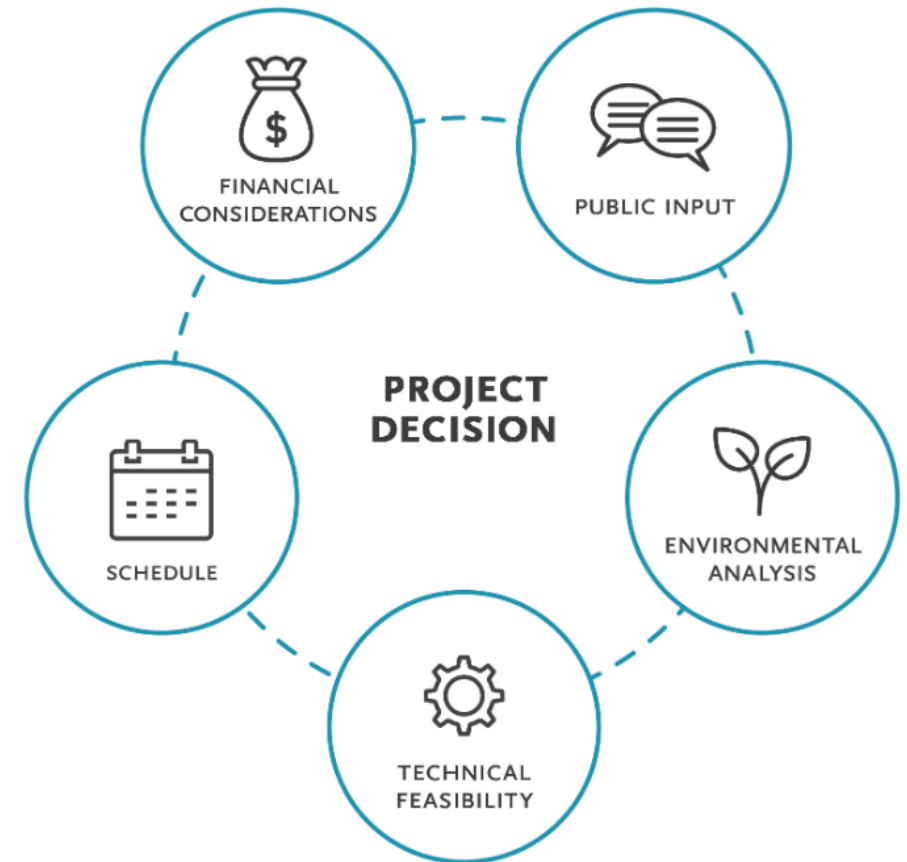 $
FINANCIAL
CONSIDERATIONS
PUBLIC INPUT
PROJECT
DECISION
SCHEDULE
ENVIRONMENTAL
ANALYSIS
TECHNICAL
FEASIBILITY